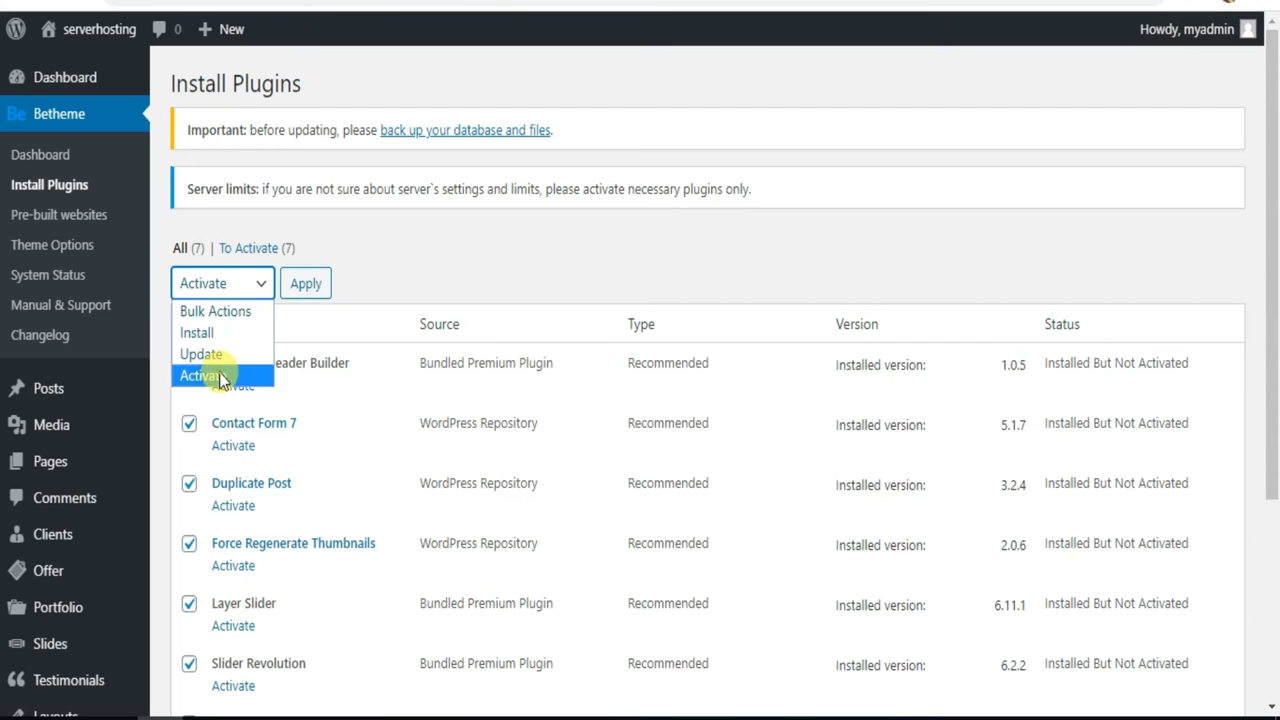 serverhosting
0
New
Howdy, myadmin
Dashboard
Be Betheme
Dashboard
Install Plugins
Pre-built websites
Theme Options
System Status
Manual & Support
Changelog
Posts
Media
Pages
Comments
Clients
Offer
Portfolio
Slides
Testimonials
Layouts
Install Plugins
Important: before updating, please back up your database and files.
Server limits: if you are not sure about server`s settings and limits, please activate necessary plugins only.
All (7) | To Activate (7)
Activate
Apply
Bulk Actions
Install
Update
Activate
Source Type Version Status
eader Builder Bundled Premium Plugin Recommended Installed version: 1.0.5 Installed But Not Activated
Contact Form 7 WordPress Repository Recommended Installed version: 5.1.7 Installed But Not Activated
Activate
Duplicate Post WordPress Repository Recommended Installed version: 3.2.4 Installed But Not Activated
Activate
Force Regenerate Thumbnails WordPress Repository Recommended Installed version: 2.0.6 Installed But Not Activated
Activate
Layer Slider Bundled Premium Plugin Recommended Installed version: 6.11.1 Installed But Not Activated
Activate
Slider Revolution Bundled Premium Plugin Recommended Installed version: 6.2.2 Installed But Not Activated
Activate